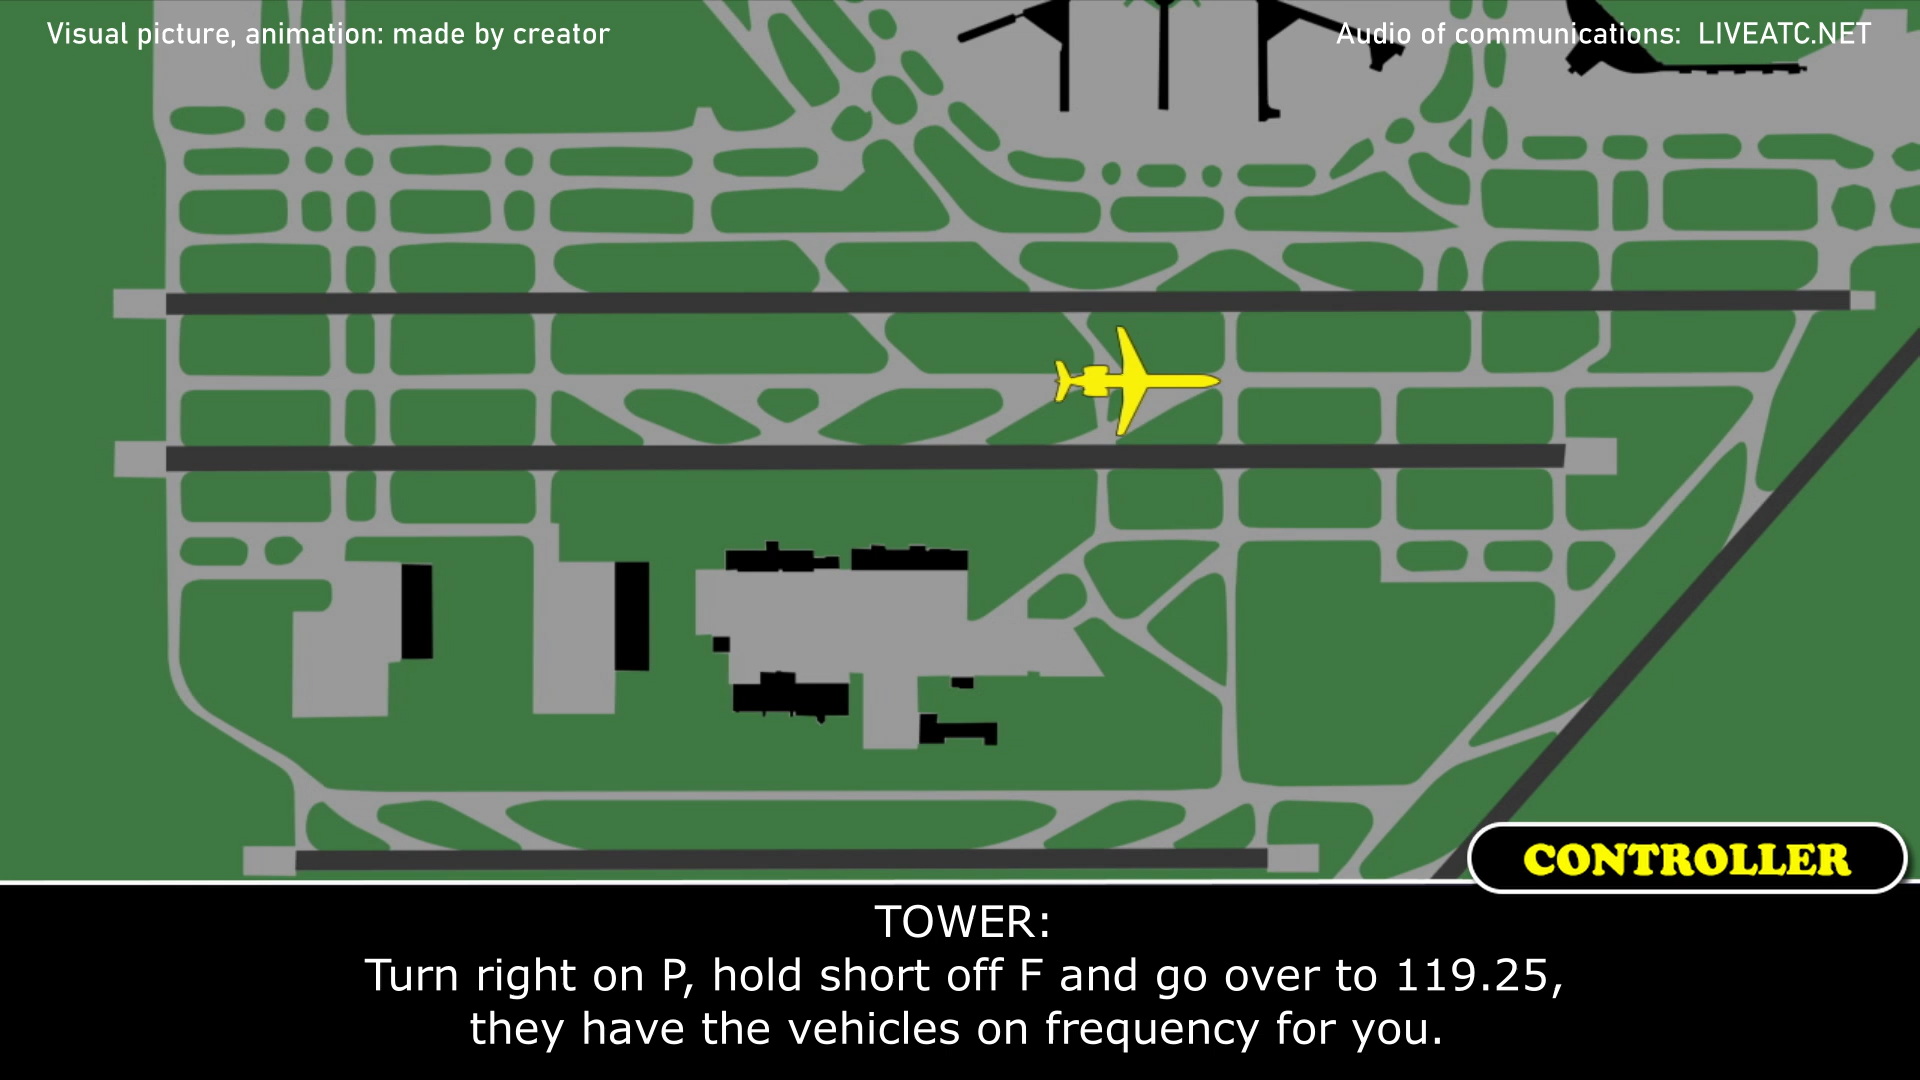 Visual picture, animation: made by creator
Audio of communications: LIVEATC.NET
CONTROLLER
TOWER:
Turn right on P, hold short off F and go over to 119.25,
they have the vehicles on frequency for you.